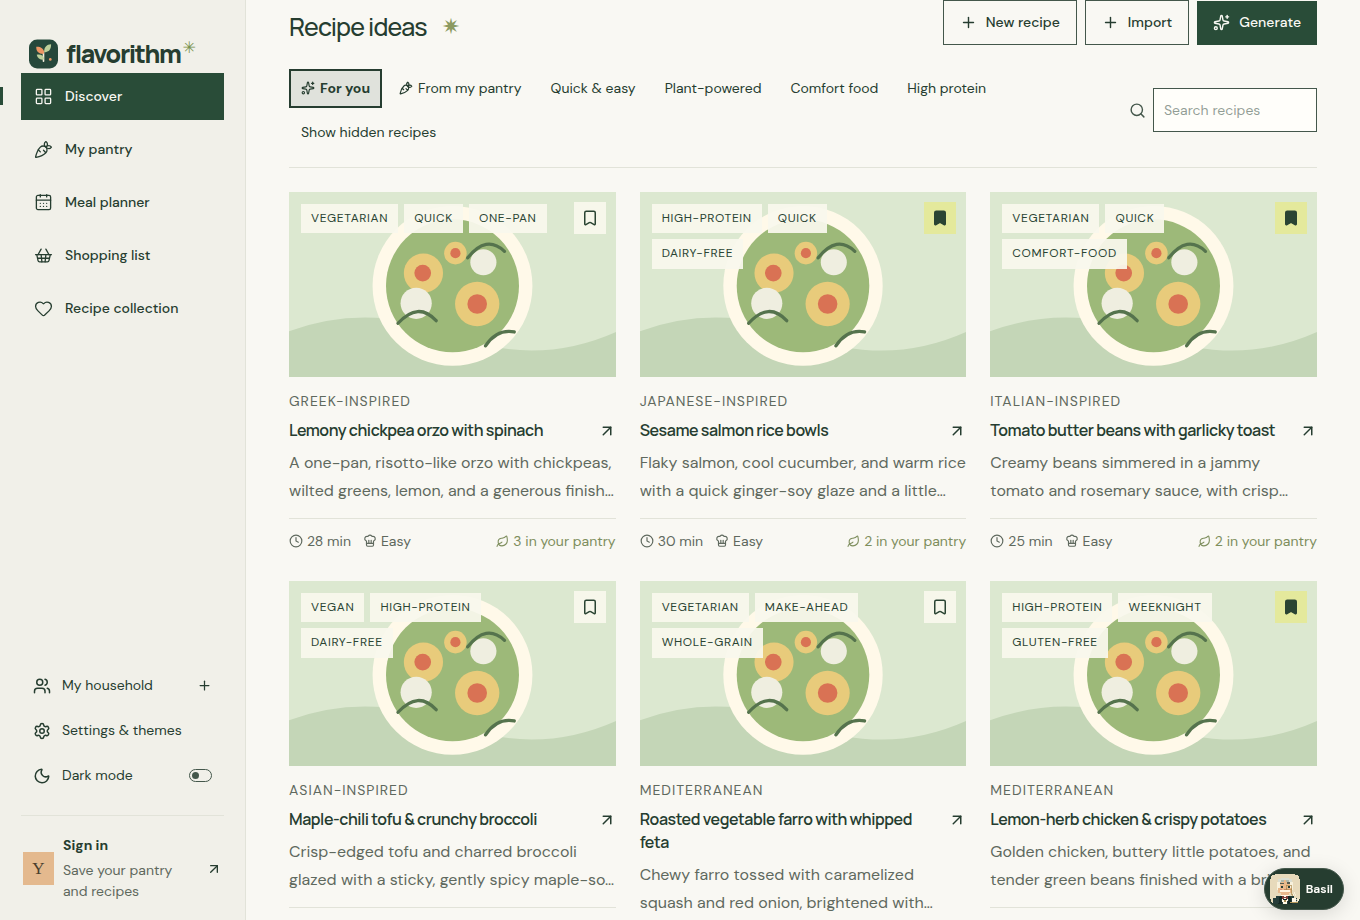 flavorithm
Discover
My pantry
Meal planner
Shopping list
Recipe collection
My household
Settings & themes
Dark mode
Y
Sign in
Save your pantry
and recipes
Recipe ideas
New recipe
Import
Generate
For you
From my pantry
Quick & easy
Plant-powered
Comfort food
High protein
Show hidden recipes
Search recipes
VEGETARIAN
QUICK
ONE-PAN
GREEK-INSPIRED
Lemony chickpea orzo with spinach
A one-pan, risotto-like orzo with chickpeas,
wilted greens, lemon, and a generous finish...
28 min
Easy
3 in your pantry
HIGH-PROTEIN
QUICK
DAIRY-FREE
JAPANESE-INSPIRED
Sesame salmon rice bowls
Flaky salmon, cool cucumber, and warm rice
with a quick ginger-soy glaze and a little...
30 min
Easy
2 in your pantry
VEGETARIAN
QUICK
COMFORT-FOOD
ITALIAN-INSPIRED
Tomato butter beans with garlicky toast
Creamy beans simmered in a jammy
tomato and rosemary sauce, with crisp...
25 min
Easy
2 in your pantry
VEGAN
HIGH-PROTEIN
DAIRY-FREE
ASIAN-INSPIRED
Maple-chili tofu & crunchy broccoli
Crisp-edged tofu and charred broccoli
glazed with a sticky, gently spicy maple-so...
VEGETARIAN
MAKE-AHEAD
WHOLE-GRAIN
MEDITERRANEAN
Roasted vegetable farro with whipped
feta
Chewy farro tossed with caramelized
squash and red onion, brightened with...
HIGH-PROTEIN
WEEKNIGHT
GLUTEN-FREE
MEDITERRANEAN
Lemon-herb chicken & crispy potatoes
Golden chicken, buttery little potatoes, and
tender green beans finished with a
Basil